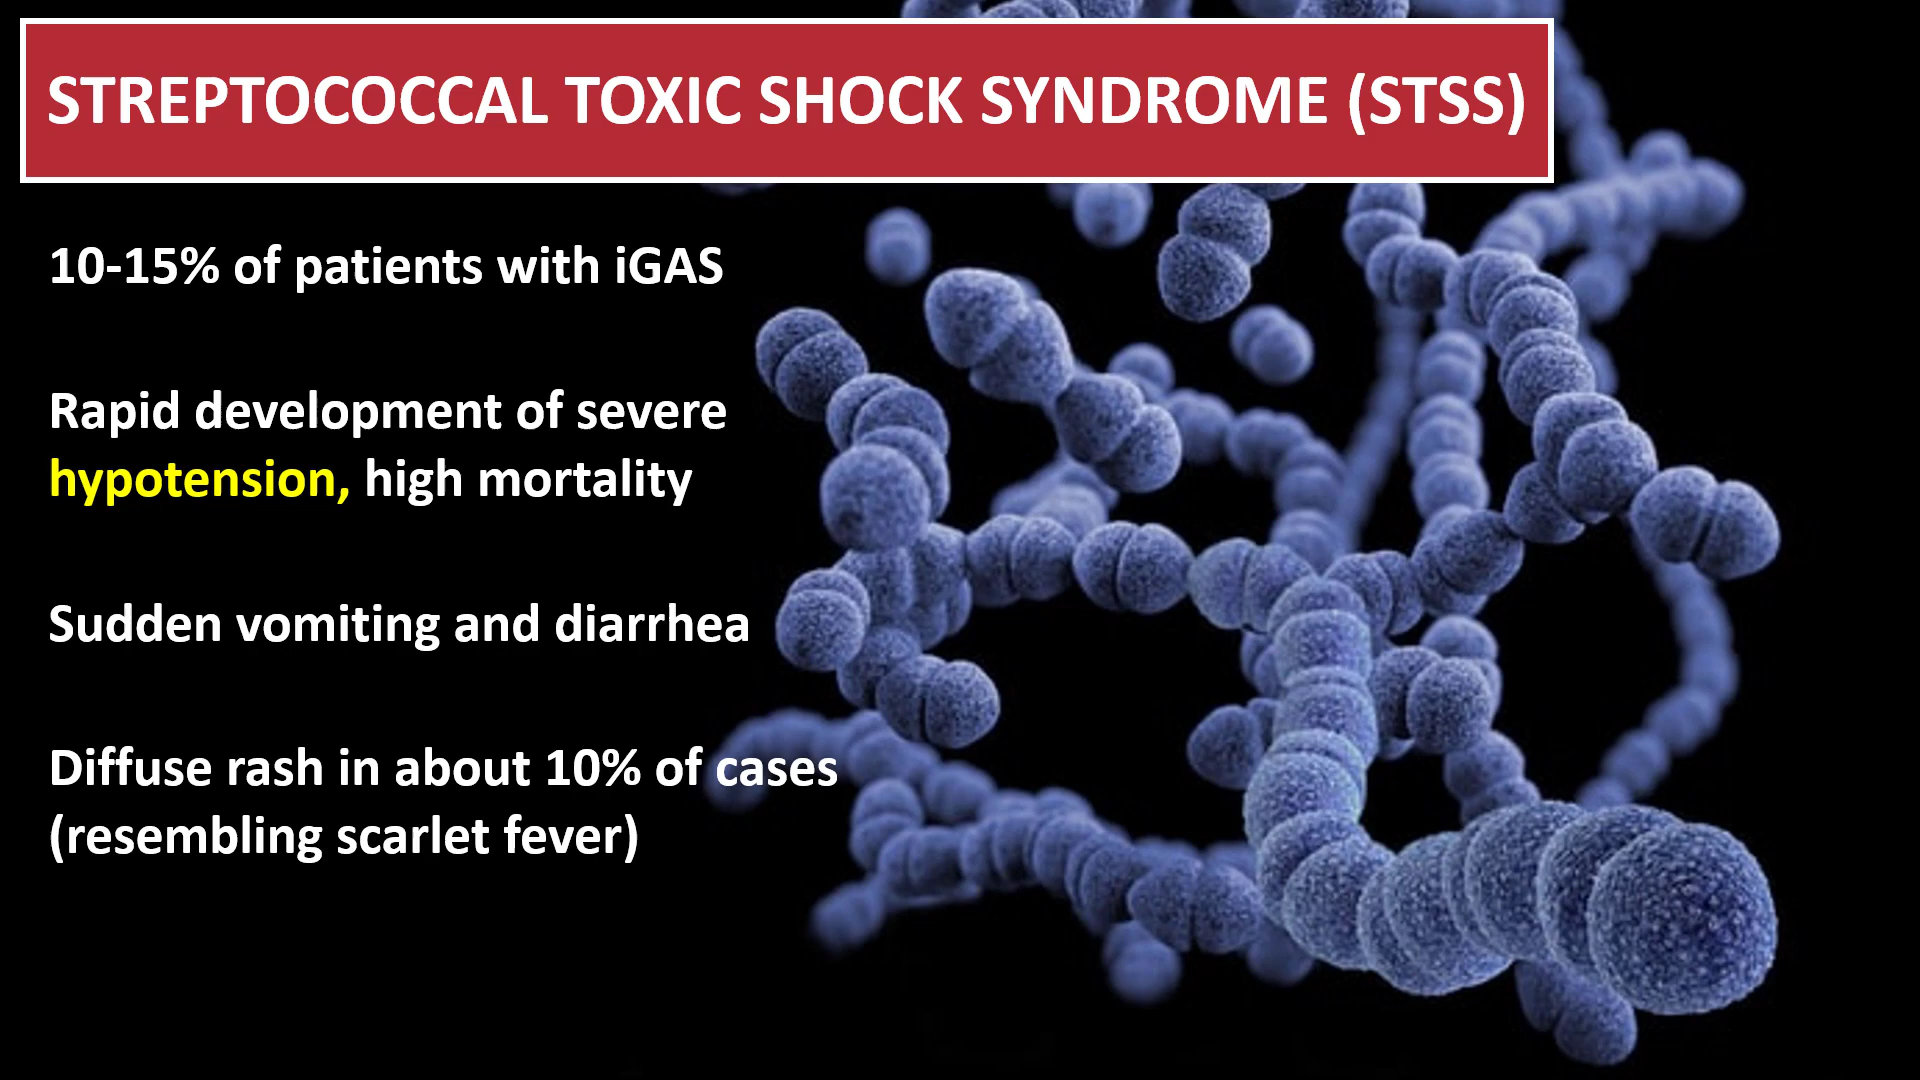 STREPTOCOCCAL TOXIC SHOCK SYNDROME (STSS)
10-15% of patients with iGAS
Rapid development of severe
hypotension, high mortality
Sudden vomiting and diarrhea
Diffuse rash in about 10% of cases
(resembling scarlet fever)